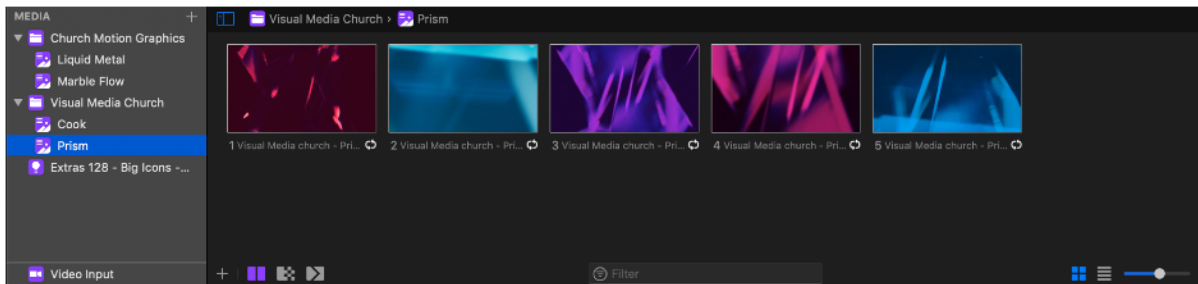 MEDIA
Church Motion Graphics
Liquid Metal
Marble Flow
Visual Media Church
Cook
Prism
Extras 128 - Big Icons -...
Video Input
Visual Media Church › Prism
1 Visual Media church - Pri...
2 Visual Media church - Pri...
3 Visual Media church - Pri...
4 Visual Media church - Pri...
5 Visual Media church - Pri...
Filter